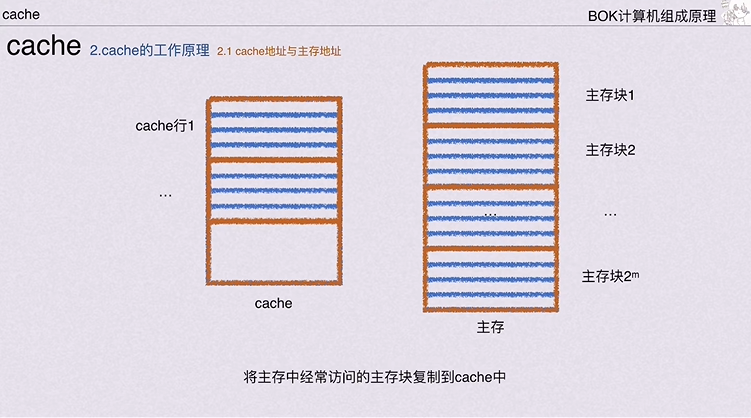 cache
BOK计算机组成原理
cache 2.cache的工作原理 2.1 cache地址与主存地址
主存块1
cache行1
主存块2
...
...
...
主存块2ᵐ
cache
主存
将主存中经常访问的主存块复制到cache中